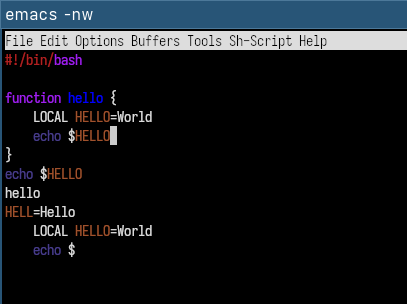 emacs -nw
File Edit Options Buffers Tools Sh-Script Help
#!/bin/bash
function hello {
    LOCAL HELLO=World
    echo $HELLO
}
echo $HELLO
hello
HELL=Hello
    LOCAL HELLO=World
    echo $